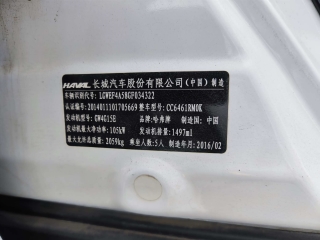 HAVAL 长城汽车股份有限公司（中国）制造
车辆识别代号：LGWEF4A58GF034322
认证编号：2014011101705669 整车型号：CC6461RM0K
发动机型号：GW4G15B 品牌：哈弗牌 制造国：中国
发动机最大净功率：105kW 发动机排量：1497ml
最大允许总质量：2059kg 乘坐人数：5人 制造年月：2016/02